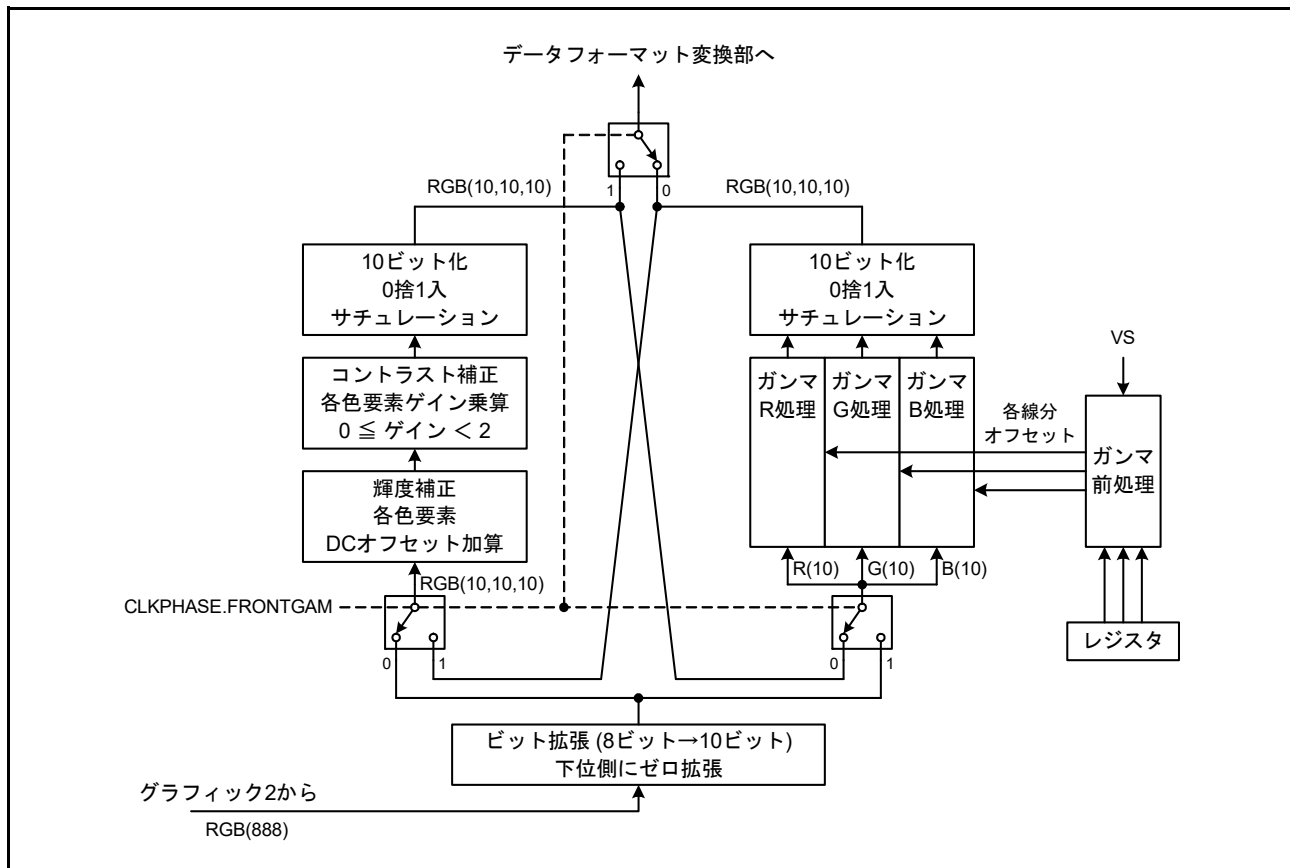 データフォーマット変換部へ
1
0
RGB(10,10,10)
RGB(10,10,10)
10ビット化
0捨1入
サチュレーション
10ビット化
0捨1入
サチュレーション
コントラスト補正
各色要素ゲイン乗算
0 ≦ ゲイン < 2
輝度補正
各色要素
DCオフセット加算
ガンマ
R処理
ガンマ
G処理
ガンマ
B処理
VS
各線分
オフセット
ガンマ
前処理
R(10)
G(10)
B(10)
RGB(10,10,10)
CLKPHASE.FRONTGAM
0
1
0
1
レジスタ
ビット拡張 (8ビット→10ビット)
下位側にゼロ拡張
グラフィック2から
RGB(888)